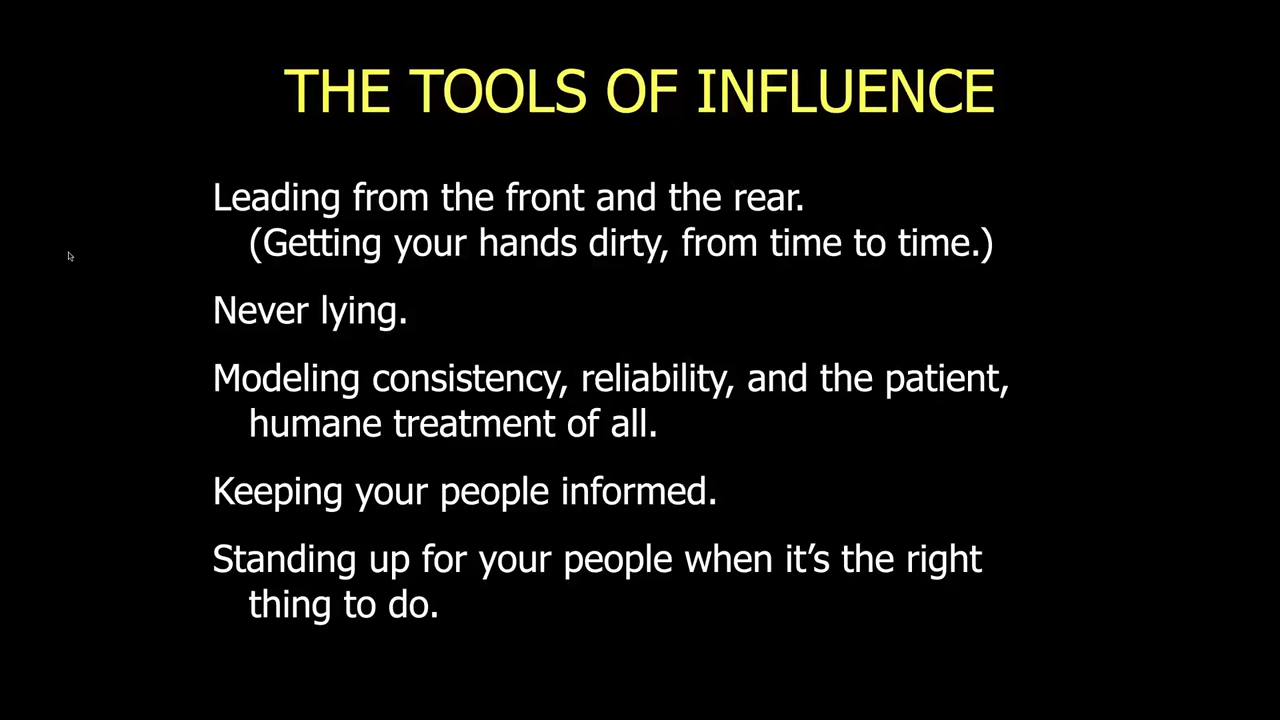 THE TOOLS OF INFLUENCE
Leading from the front and the rear.
(Getting your hands dirty, from time to time.)
Never lying.
Modeling consistency, reliability, and the patient,
humane treatment of all.
Keeping your people informed.
Standing up for your people when it’s the right
thing to do.